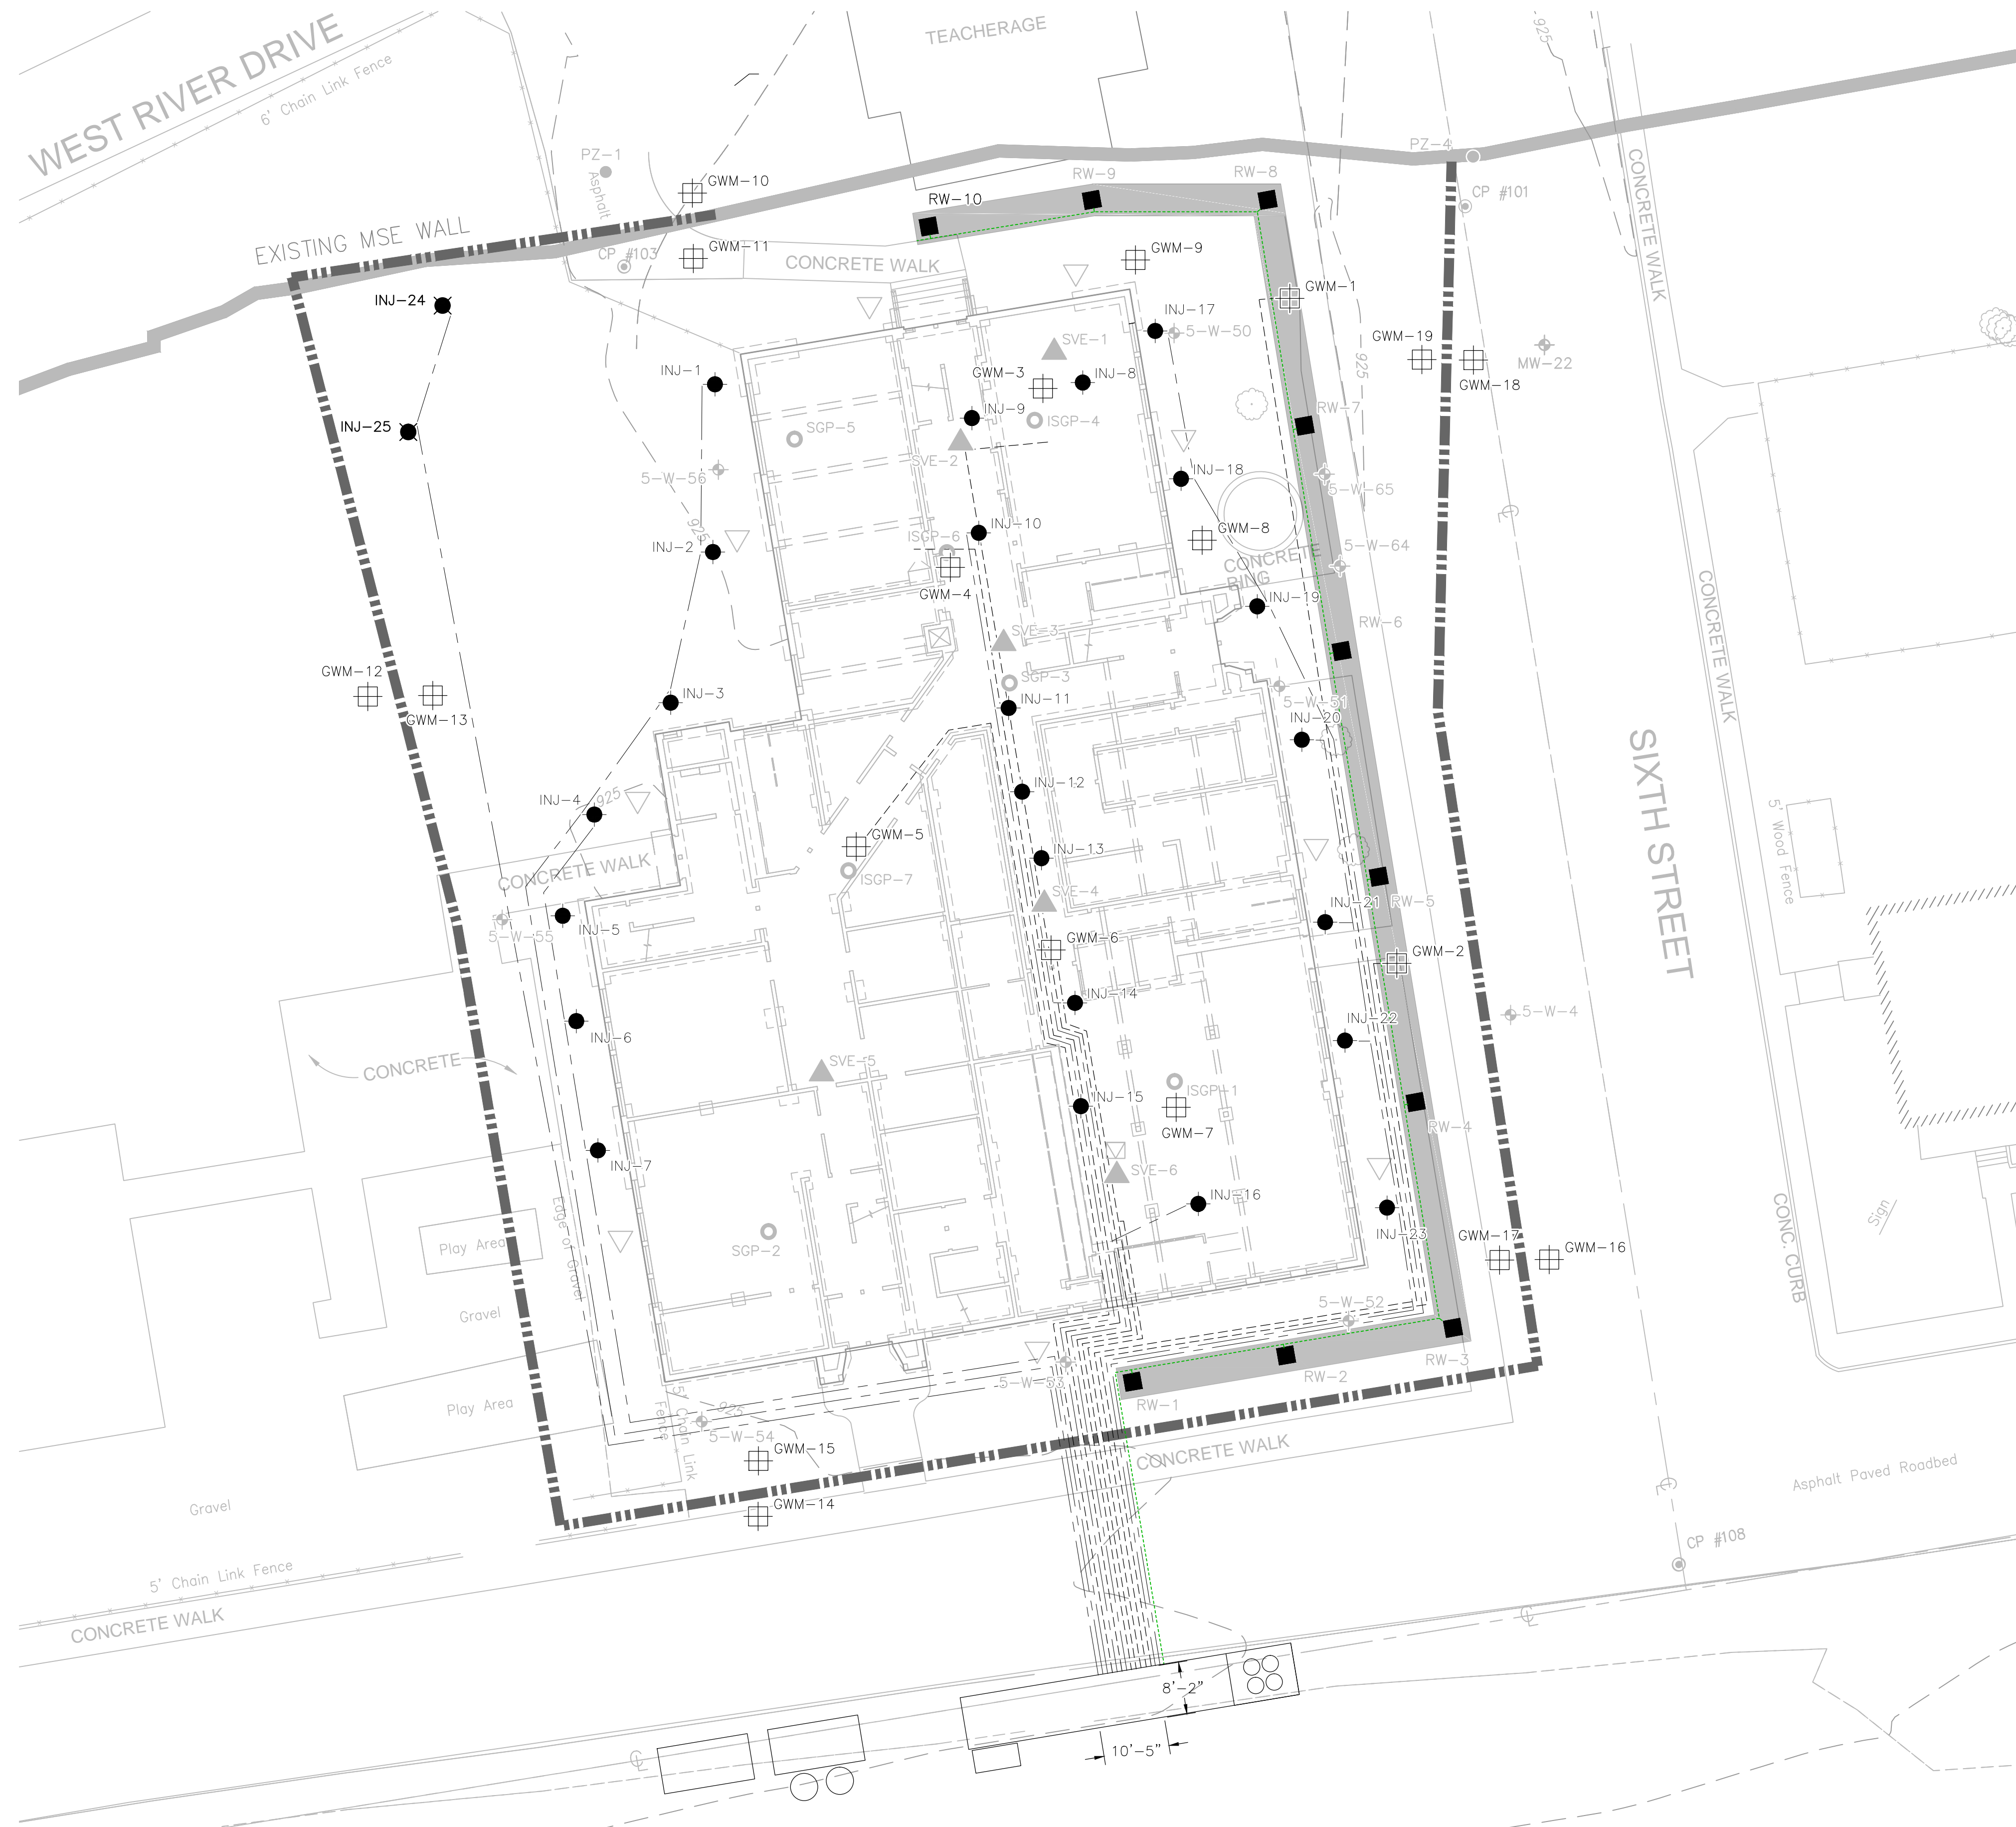 TEACHERAGE
925
WEST RIVER DRIVE
6' Chain Link Fence
PZ-1
Asphalt
GWM-10
RW-10
RW-9
RW-8
PZ-4
CP #101
CONCRETE WALK
EXISTING MSE WALL
CP #103
GWM-11
CONCRETE WALK
GWM-9
GWM-1
INJ-24
INJ-17
5-W-50
GWM-19
GWM-18
MW-22
925
SVE-1
INJ-1
GWM-3
INJ-8
INJ-25
INJ-9
ISGP-4
RW-7
SGP-5
SVE-2
5-W-56
INJ-18
5-W-65
925
INJ-10
ISGP-6
GWM-8
INJ-2
5-W-64
CONCRETE
RING
GWM-4
INJ-19
CONCRETE WALK
SVE-3
RW-6
GWM-12
GWM-13
SGP-3
INJ-3
INJ-11
5-W-51
INJ-20
SIXTH STREET
INJ-12
INJ-4
925
GWM-5
5' Wood Fence
CONCRETE WALK
INJ-13
ISGP-7
SVE-4
RW-5
INJ-21
INJ-5
5-W-55
GWM-6
GWM-2
INJ-14
INJ-6
INJ-22
5-W-4
CONCRETE
SVE-5
ISGP-1
INJ-15
GWM-7
RW-4
INJ-7
SVE-6
INJ-16
Edge of Gravel
Play Area
SGP-2
INJ-23
GWM-17
GWM-16
Sign
CONC. CURB
Gravel
5-W-52
5-W-53
RW-3
RW-2
RW-1
Play Area
5' Chain Link
Fence
925
5-W-54
GWM-15
CONCRETE WALK
GWM-14
Gravel
Asphalt Paved Roadbed
CP #108
5' Chain Link Fence
CONCRETE WALK
8'-2"
10'-5"